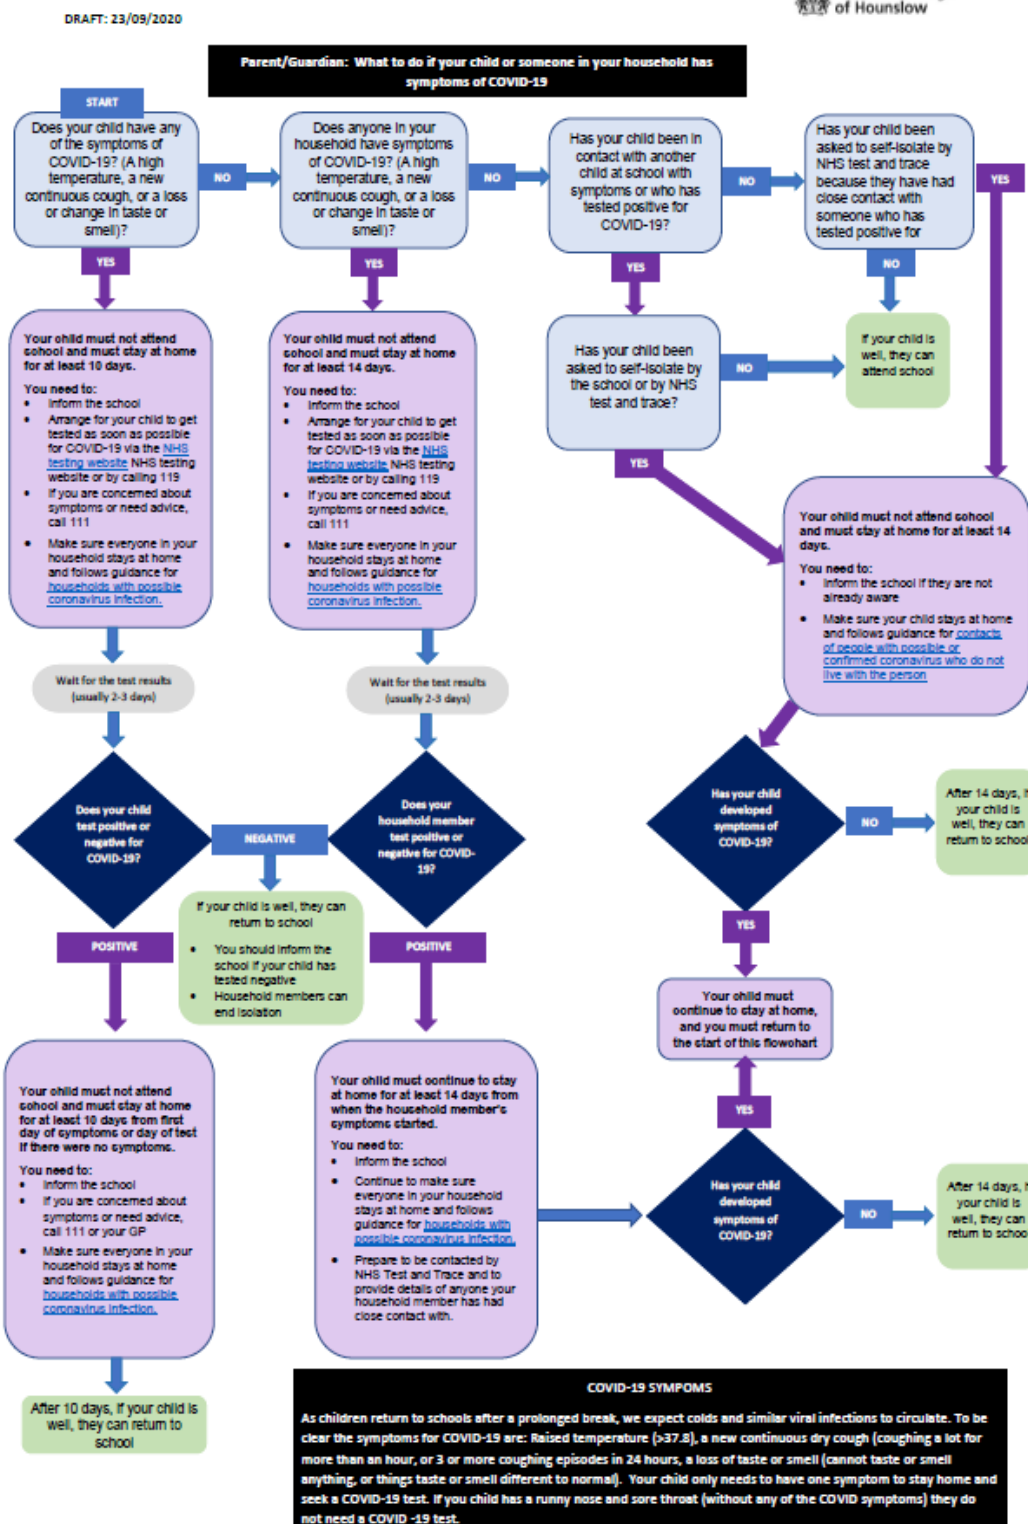 of Hounslow
DRAFT: 23/09/2020
Parent/Guardian: What to do if your child or someone in your household has
symptoms of COVID-19
START
Does your child have any
of the symptoms of
COVID-19? (A high
temperature, a new
continuous cough, or a loss
or change in taste or
smell)?
NO
Does anyone in your
household have symptoms
of COVID-19? (A high
temperature, a new
continuous cough, or a loss
or change in taste or
smell)?
NO
Has your child been in
contact with another
child at school with
symptoms or who has
tested positive for
COVID-19?
NO
Has your child been
asked to self-isolate by
NHS test and trace
because they have had
close contact with
someone who has
tested positive for
YES
YES
YES
YES
NO
Your child must not attend
school and must stay at home
for at least 10 days.
You need to:
• Inform the school
• Arrange for your child to get
tested as soon as possible
for COVID-19 via the NHS
testing website NHS testing
website or by calling 119
• If you are concerned about
symptoms or need advice,
call 111
• Make sure everyone in your
household stays at home
and follows guidance for
households with possible
coronavirus infection.
Your child must not attend
school and must stay at home
for at least 14 days.
You need to:
• Inform the school
• Arrange for your child to get
tested as soon as possible
for COVID-19 via the NHS
testing website NHS testing
website or by calling 119
• If you are concerned about
symptoms or need advice,
call 111
• Make sure everyone in your
household stays at home
and follows guidance for
households with possible
coronavirus infection.
Has your child been
asked to self-isolate by
the school or by NHS
test and trace?
NO
If your child is
well, they can
attend school
YES
Your child must not attend school
and must stay at home for at least 14
days.
You need to:
• Inform the school if they are not
already aware
• Make sure your child stays at home
and follows guidance for contacts
of people with possible or
confirmed coronavirus who do not
live with the person
Wait for the test results
(usually 2-3 days)
Wait for the test results
(usually 2-3 days)
Does your child
test positive or
negative for
COVID-19?
NEGATIVE
Does your
household member
test positive or
negative for COVID-
19?
Has your child
developed
symptoms of
COVID-19?
NO
After 14 days,
your child is
well, they can
return to school
If your child is well, they can
return to school
• You should inform the
school if your child has
tested negative
• Household members can
end isolation
POSITIVE
POSITIVE
YES
Your child must
continue to stay at home,
and you must return to
the start of this flowchart
YES
Your child must not attend
school and must stay at home
for at least 10 days from first
day of symptoms or day of test
if there were no symptoms.
You need to:
• Inform the school
• If you are concerned about
symptoms or need advice,
call 111 or your GP
• Make sure everyone in your
household stays at home
and follows guidance for
households with possible
coronavirus infection.
Your child must continue to stay
at home for at least 14 days from
when the household member's
symptoms started.
You need to:
• Inform the school
• Continue to make sure
everyone in your household
stays at home and follows
guidance for households with
possible coronavirus infection.
• Prepare to be contacted by
NHS Test and Trace and to
provide details of anyone your
household member has had
close contact with.
Has your child
developed
symptoms of
COVID-19?
NO
After 14 days,
your child is
well, they can
return to school
After 10 days, if your child is
well, they can return to
school
COVID-19 SYMPOMS
As children return to schools after a prolonged break, we expect colds and similar viral infections to circulate. To be
clear the symptoms for COVID-19 are: Raised temperature (>37.8), a new continuous dry cough (coughing a lot for
more than an hour, or 3 or more coughing episodes in 24 hours, a loss of taste or smell (cannot taste or smell
anything, or things taste or smell different to normal). Your child only needs to have one symptom to stay home and
seek a COVID-19 test. If you child has a runny nose and sore throat (without any of the COVID symptoms) they do
not need a COVID -19 test.